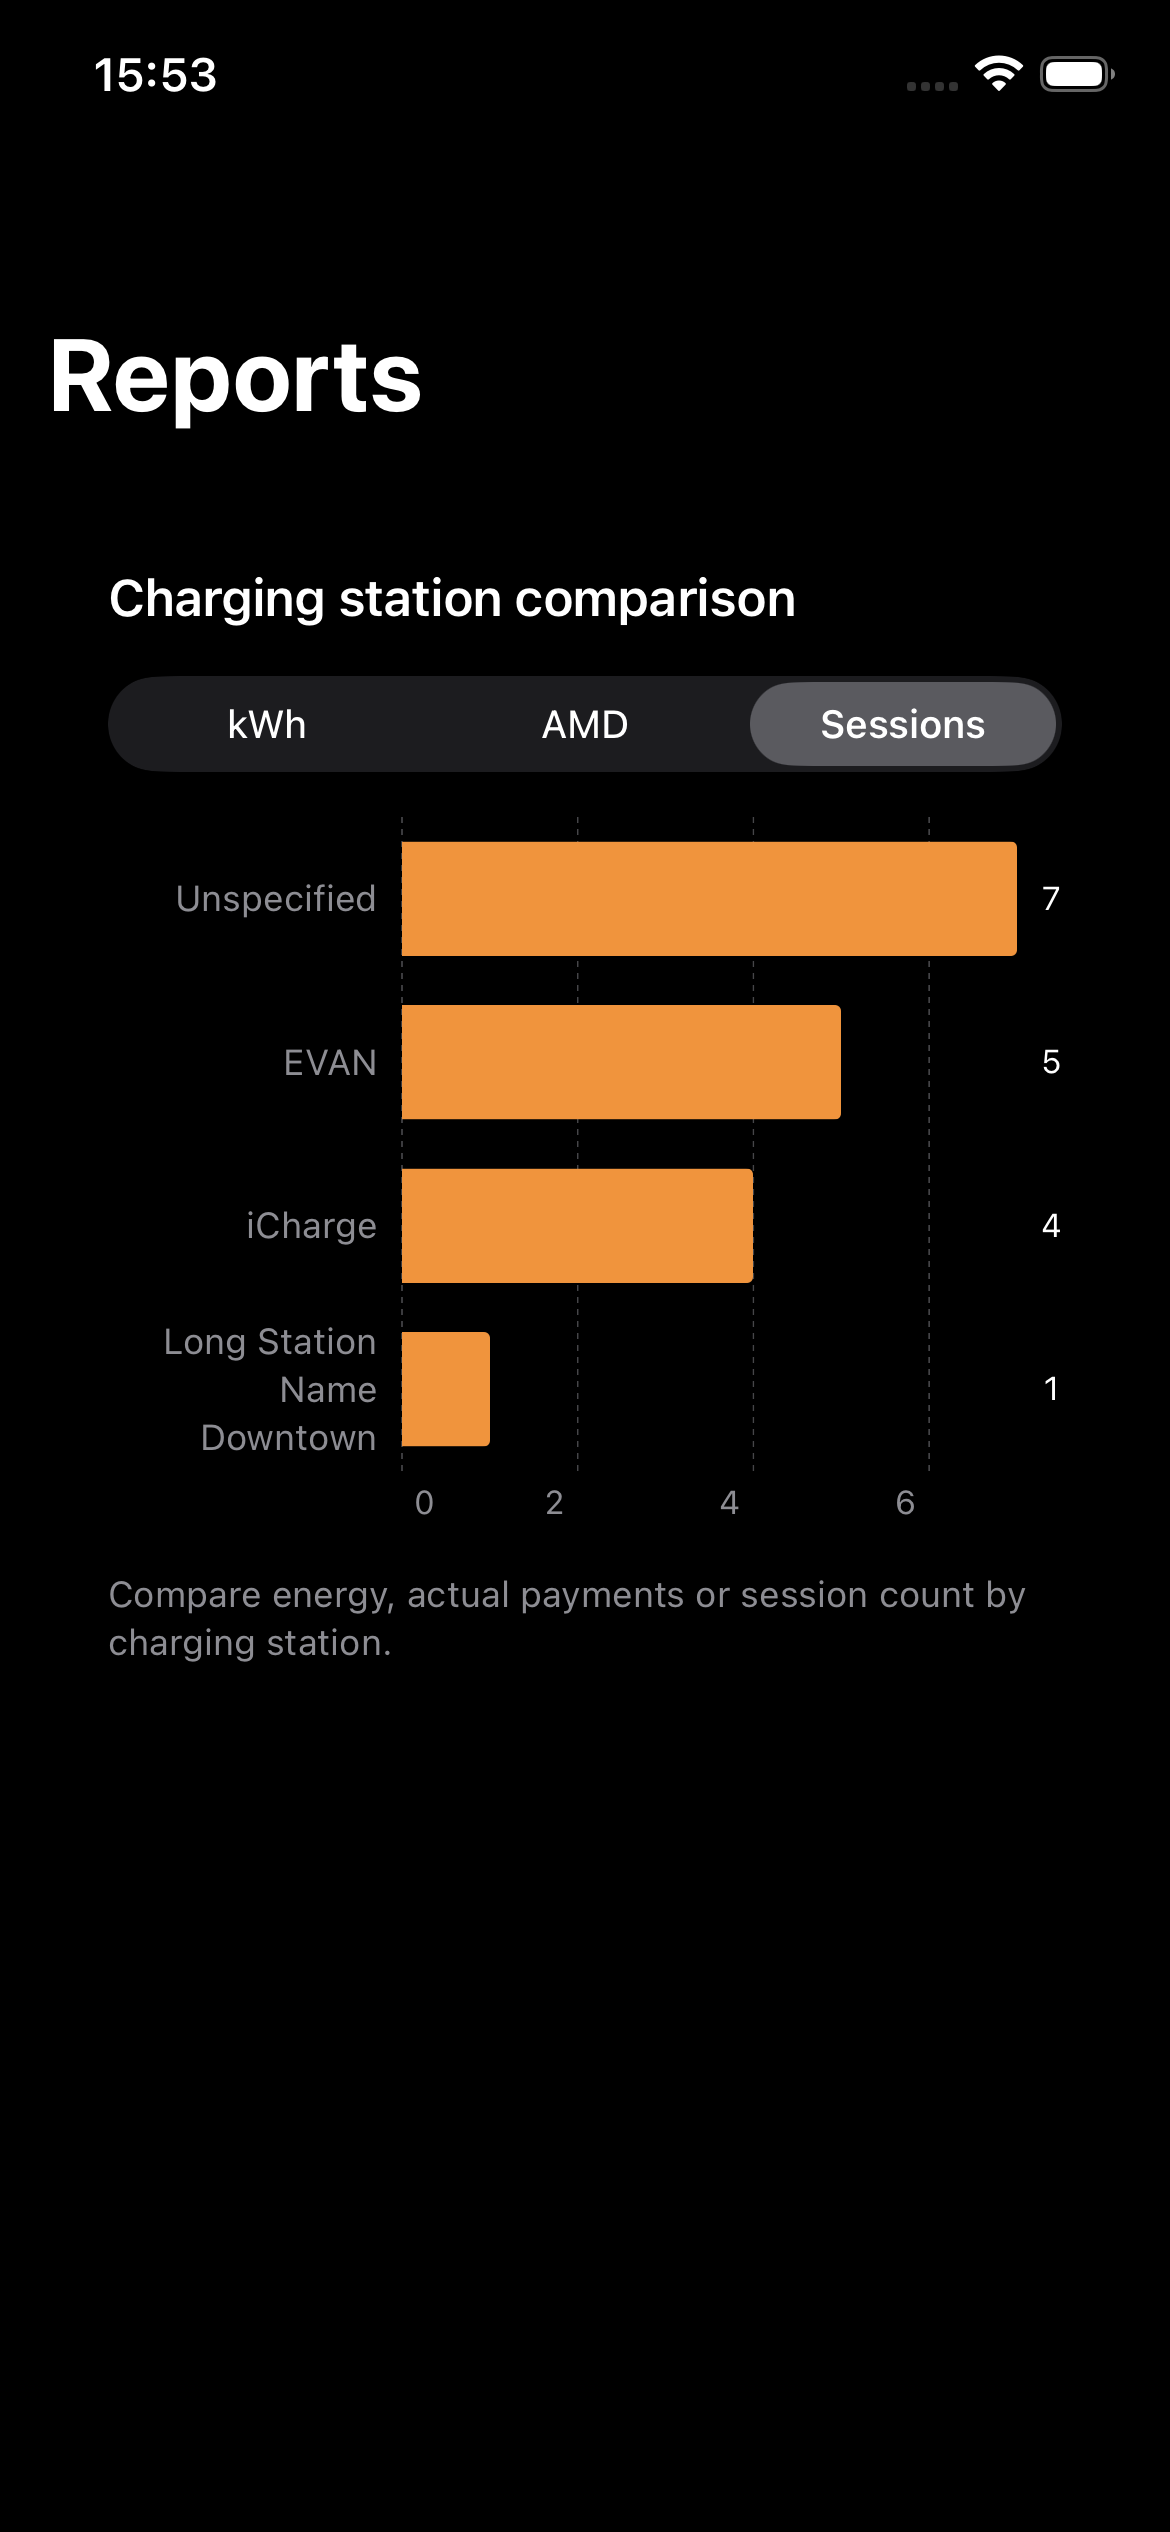 15:53
Reports
Charging station comparison
kWh AMD Sessions
Unspecified 7
EVAN 5
iCharge 4
Long Station
Name 1
Downtown
0 2 4 6
Compare energy, actual payments or session count by
charging station.